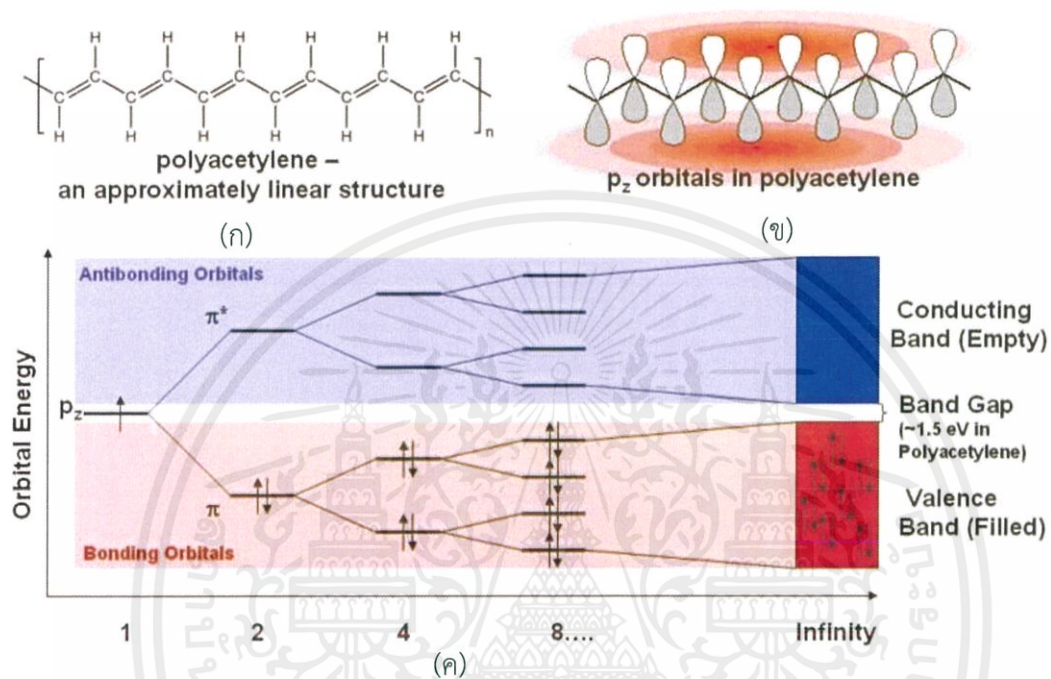 H H H H H H
C C C C C C
C C C C C C
n
H H H H H H
polyacetylene –
an approximately linear structure
(ก)
p_z orbitals in polyacetylene
(ข)
Orbital Energy
Antibonding Orbitals
π*
p_z
π
Bonding Orbitals
Conducting
Band (Empty)
Band Gap
(~1.5 eV in
Polyacetylene)
Valence
Band (Filled)
1 2 4 8.... Infinity
(ค)